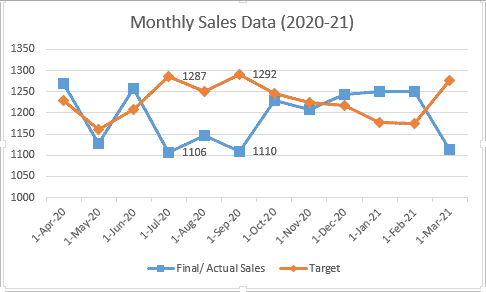 Monthly Sales Data (2020-21)
1350
1300
1250
1200
1150
1100
1050
1000
1287
1292
1106
1110
1-Apr-20
1-May-20
1-Jun-20
1-Jul-20
1-Aug-20
1-Sep-20
1-Oct-20
1-Nov-20
1-Dec-20
1-Jan-21
1-Feb-21
1-Mar-21
Final/ Actual Sales Target